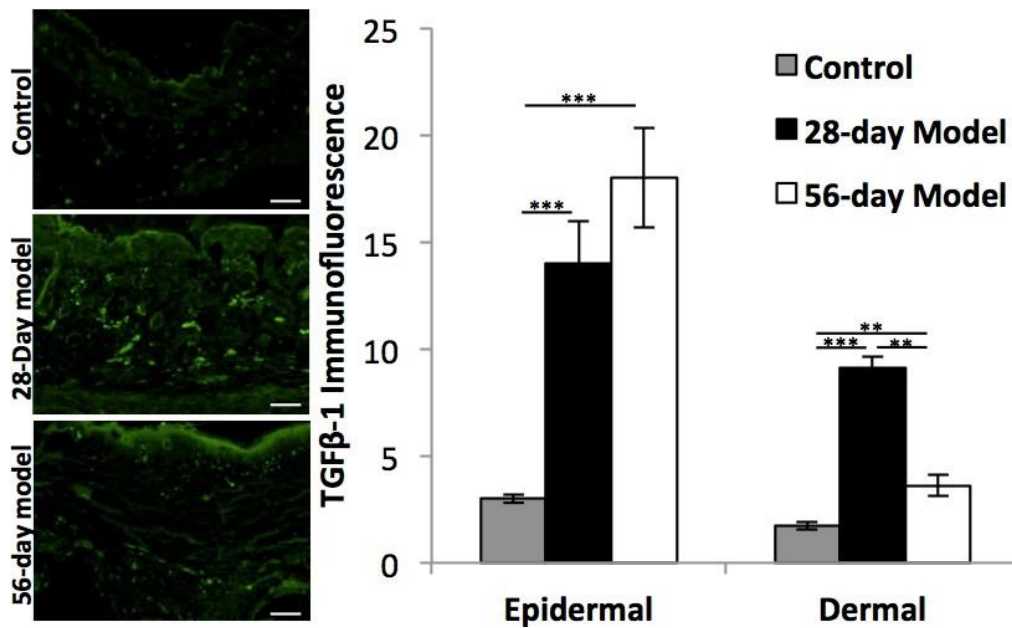 Control
28-Day model
56-day model
TGFβ-1 Immunofluorescence
25
20
15
10
5
0
***
***
**
*** **
Control
28-day Model
56-day Model
Epidermal Dermal